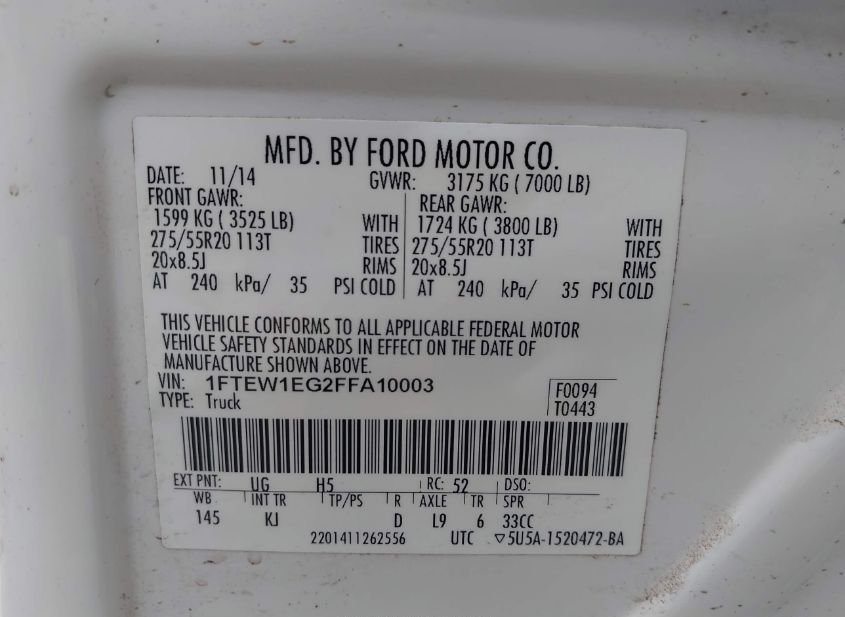 MFD. BY FORD MOTOR CO.
DATE: 11/14 GVWR: 3175 KG ( 7000 LB)
FRONT GAWR: REAR GAWR:
1599 KG ( 3525 LB) WITH 1724 KG ( 3800 LB) WITH
275/55R20 113T TIRES 275/55R20 113T TIRES
20x8.5J RIMS 20x8.5J RIMS
AT 240 kPa/ 35 PSI COLD AT 240 kPa/ 35 PSI COLD
THIS VEHICLE CONFORMS TO ALL APPLICABLE FEDERAL MOTOR
VEHICLE SAFETY STANDARDS IN EFFECT ON THE DATE OF
MANUFACTURE SHOWN ABOVE.
VIN: 1FTEW1EG2FFA10003 F0094
TYPE: Truck T0443
EXT PNT: UG H5 RC: 52 DSO:
WB INT TR TP/PS R AXLE TR SPR
145 KJ D L9 6 33CC
2201411262556 UTC ▽5U5A-1520472-BA